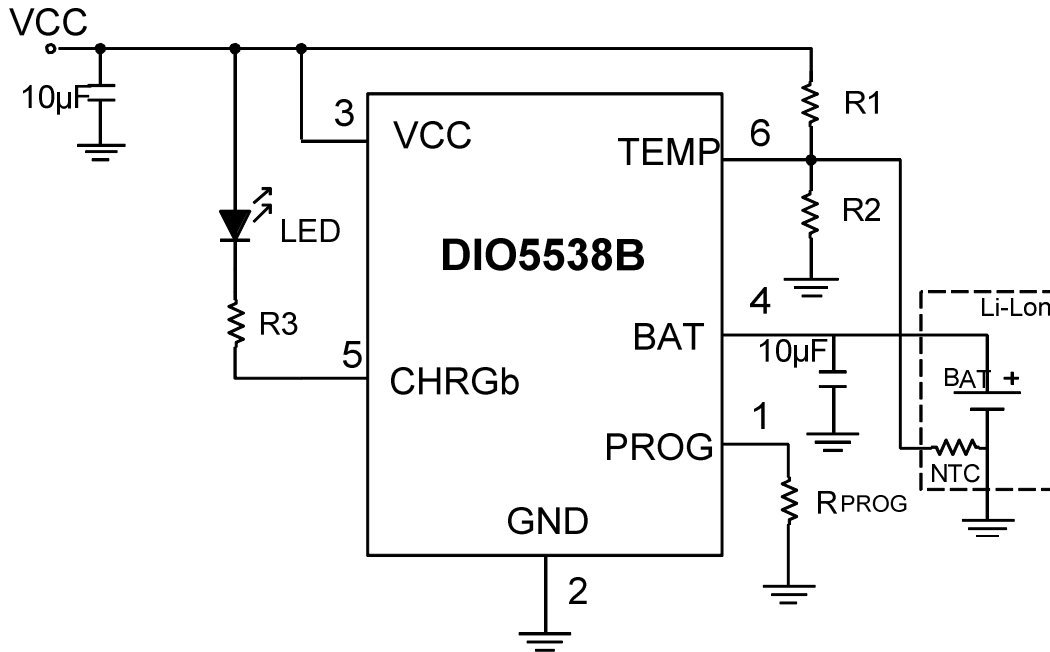 VCC
10µF
3
VCC
TEMP
6
R1
R2
LED
DIO5538B
R3
5
CHRGb
BAT
4
10µF
Li-Lon
BAT +
PROG
1
NTC
RPROG
GND
2